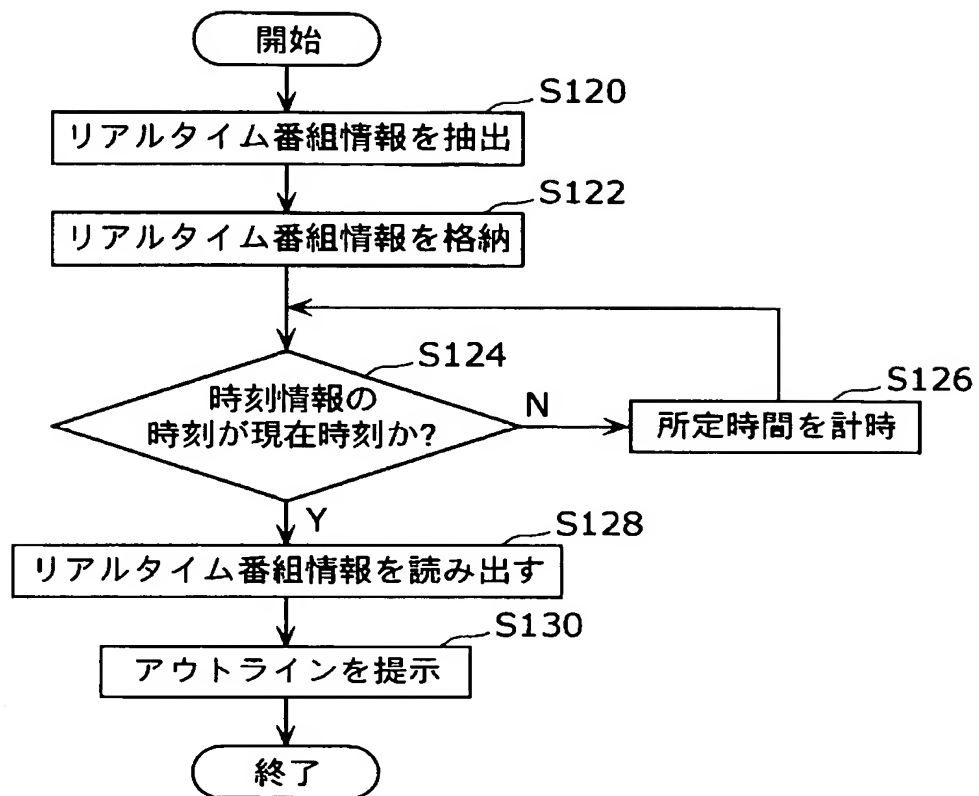 開始
S120
リアルタイム番組情報を抽出
S122
リアルタイム番組情報を格納
S124
時刻情報の
時刻が現在時刻か?
N
S126
所定時間を計時
Y
S128
リアルタイム番組情報を読み出す
S130
アウトラインを提示
終了